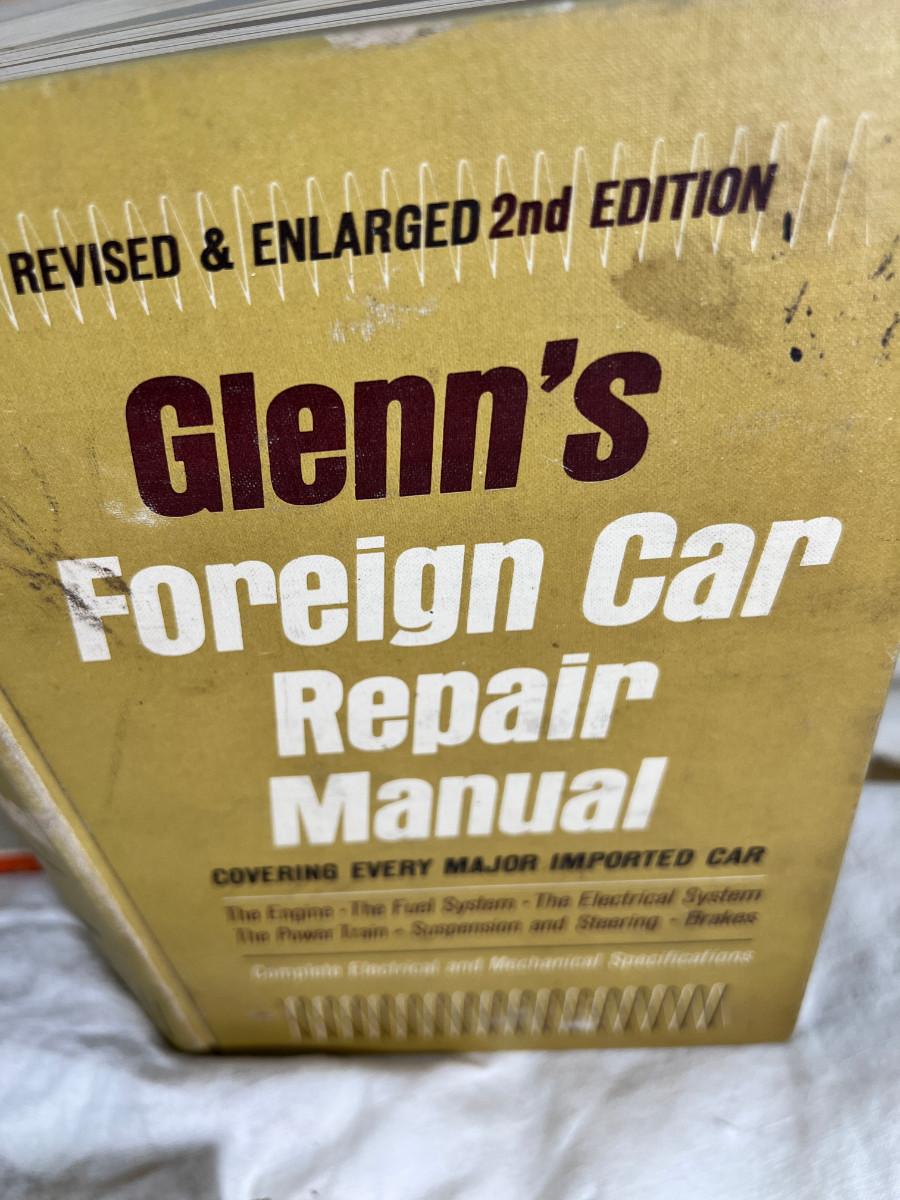 REVISED & ENLARGED 2nd EDITION
Glenn's
Foreign Car
Repair
Manual
COVERING EVERY MAJOR IMPORTED CAR
The Engine - The Fuel System - The Electrical System
The Power Train - Suspension and Steering - Brakes
Complete Electrical and Mechanical Specifications